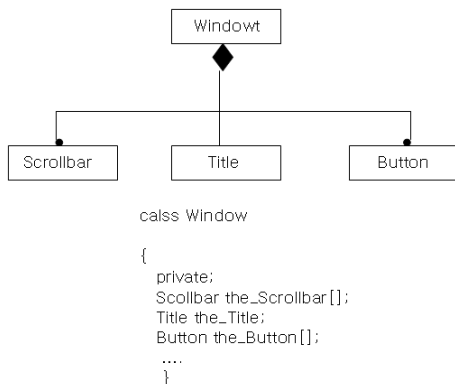 Windowt
Scrollbar
Title
Button
calss Window
{
private;
Scollbar the_Scrollbar[];
Title the_Title;
Button the_Button[];
....
}